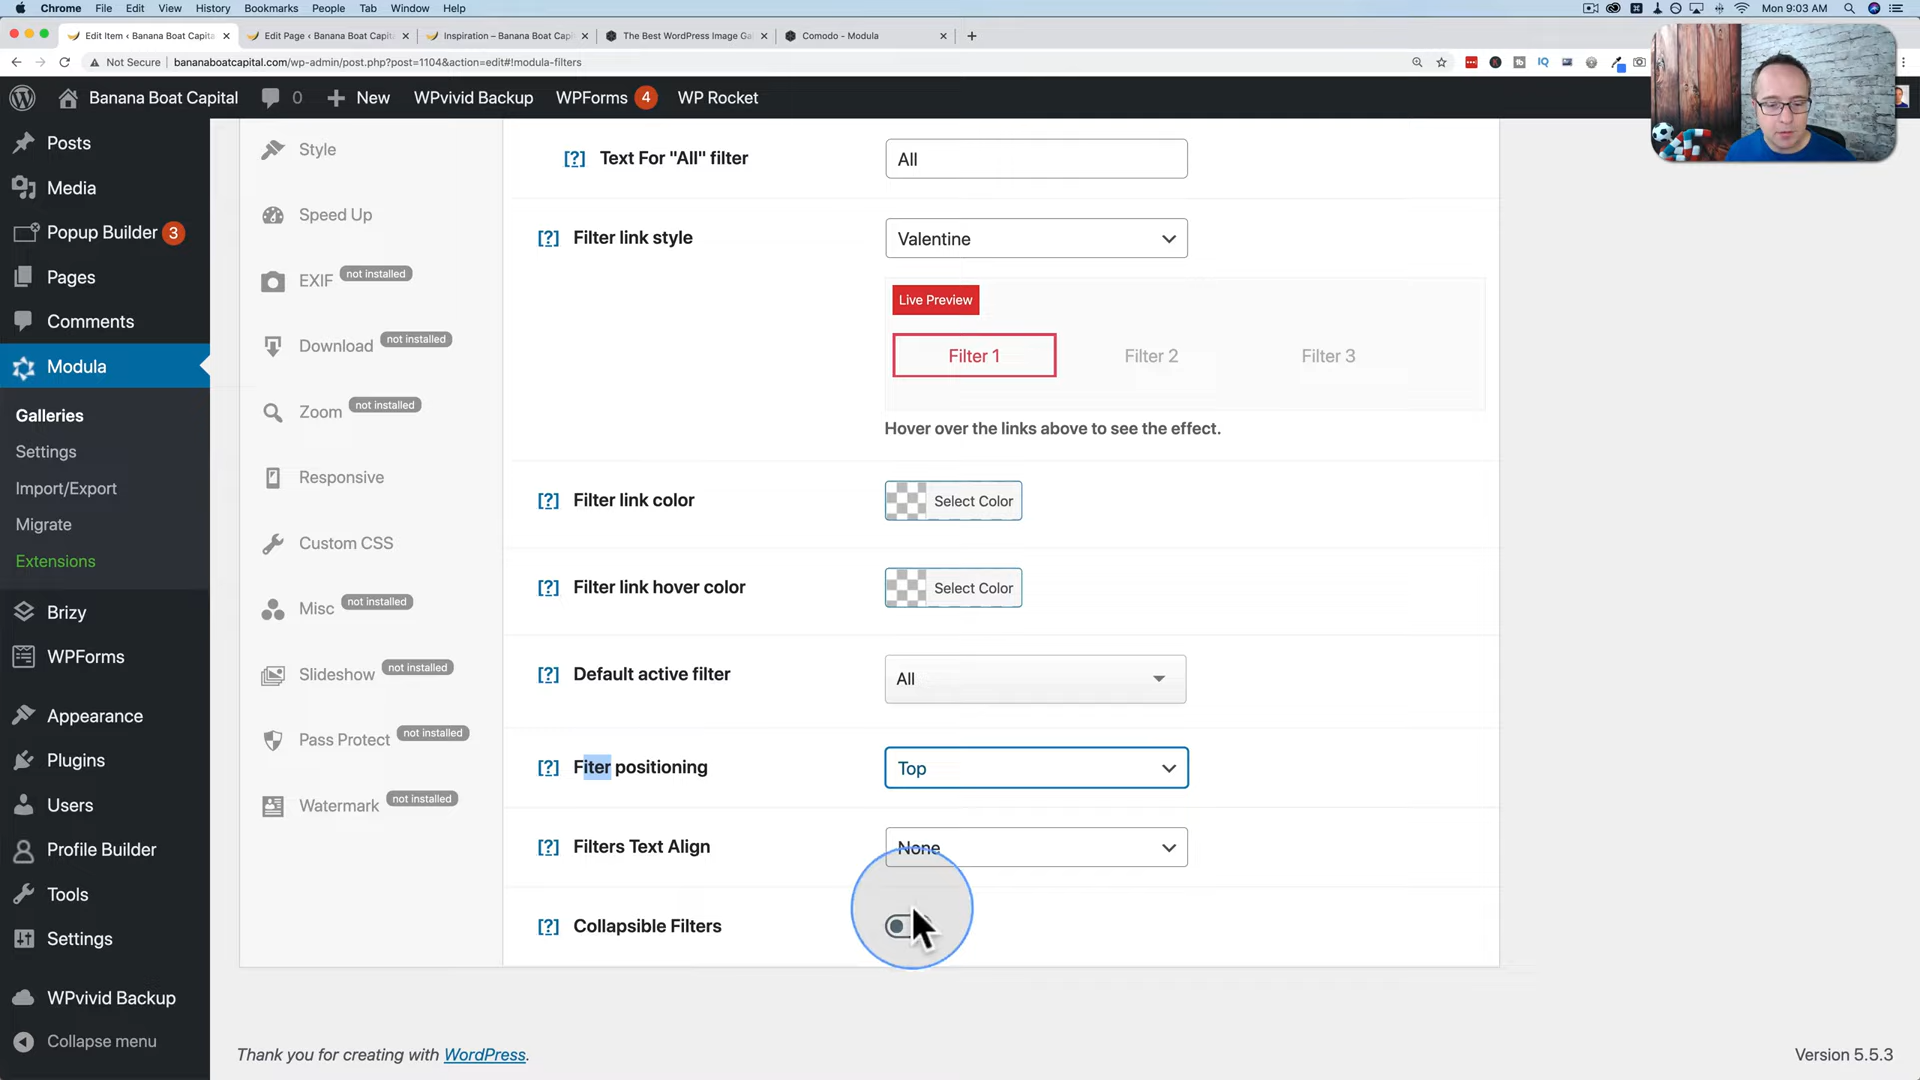 Chrome File Edit View History Bookmarks People Tab Window Help Mon 9:03 AM
Edit Item ‹ Banana Boat Capita Edit Page ‹ Banana Boat Capita Inspiration – Banana Boat Capi The Best WordPress Image Ga Comodo - Modula
Not Secure bananaboatcapital.com/wp-admin/post.php?post=1104&action=edit#!modula-filters
Banana Boat Capital 0 New WPvivid Backup WPForms 4 WP Rocket
Posts
Media
Popup Builder 3
Pages
Comments
Modula
Galleries
Settings
Import/Export
Migrate
Extensions
Brizy
WPForms
Appearance
Plugins
Users
Profile Builder
Tools
Settings
WPvivid Backup
Collapse menu
Style
Speed Up
EXIF not installed
Download not installed
Zoom not installed
Responsive
Custom CSS
Misc not installed
Slideshow not installed
Pass Protect not installed
Watermark not installed
[?] Text For "All" filter All
[?] Filter link style Valentine
Live Preview
Filter 1 Filter 2 Filter 3
Hover over the links above to see the effect.
[?] Filter link color Select Color
[?] Filter link hover color Select Color
[?] Default active filter All
[?] Fiter positioning Top
[?] Filters Text Align None
[?] Collapsible Filters
Thank you for creating with WordPress.
Version 5.5.3